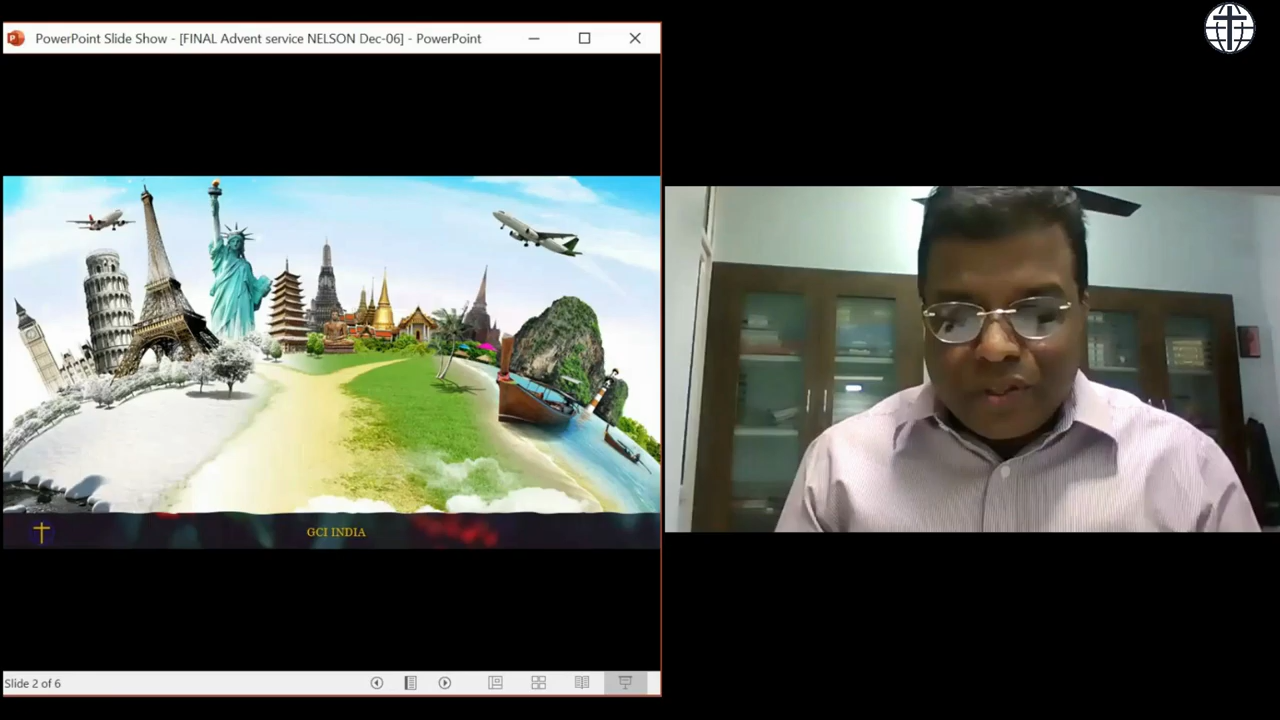 PowerPoint Slide Show - [FINAL Advent service NELSON Dec-06] - PowerPoint
GCI INDIA
Slide 2 of 6